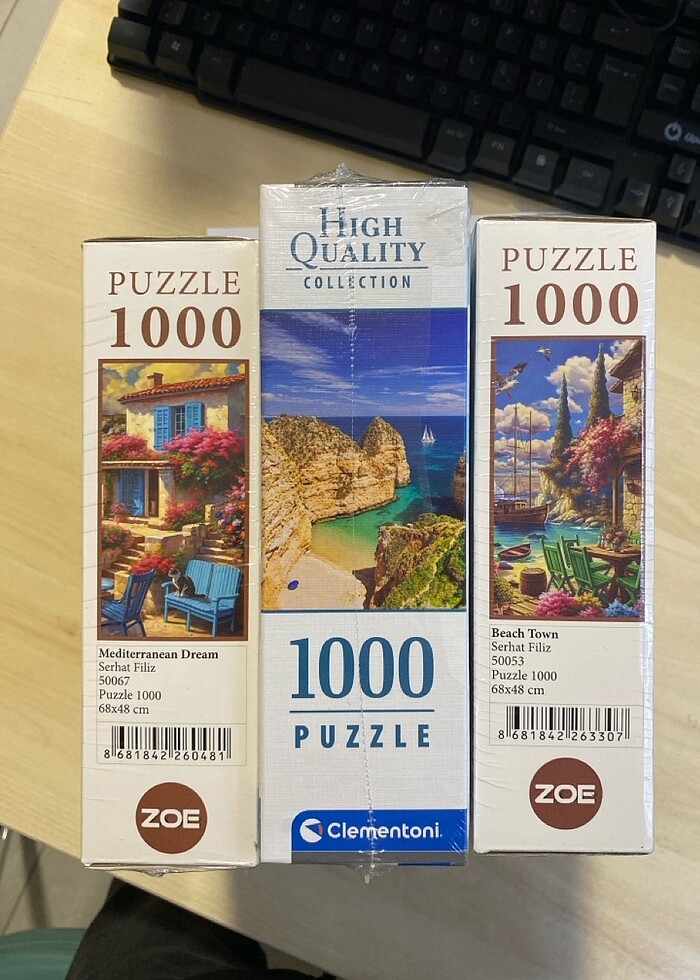 PUZZLE
1000
Mediterranean Dream
Serhat Filiz
50067
Puzzle 1000
68x48 cm
8 681842 260481
ZOE
HIGH
QUALITY
COLLECTION
1000
PUZZLE
Clementoni
PUZZLE
1000
Beach Town
Serhat Filiz
50053
Puzzle 1000
68x48 cm
8 681842 263307
ZOE